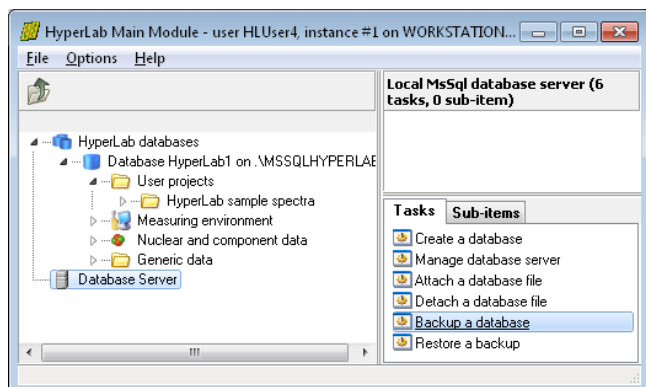 HyperLab Main Module - user HLUser4, instance #1 on WORKSTATION...
File Options Help
HyperLab databases
Database HyperLab1 on .\MSSQLHYPERLAB
User projects
HyperLab sample spectra
Measuring environment
Nuclear and component data
Generic data
Database Server
Local MsSql database server (6
tasks, 0 sub-item)
Tasks Sub-items
Create a database
Manage database server
Attach a database file
Detach a database file
Backup a database
Restore a backup